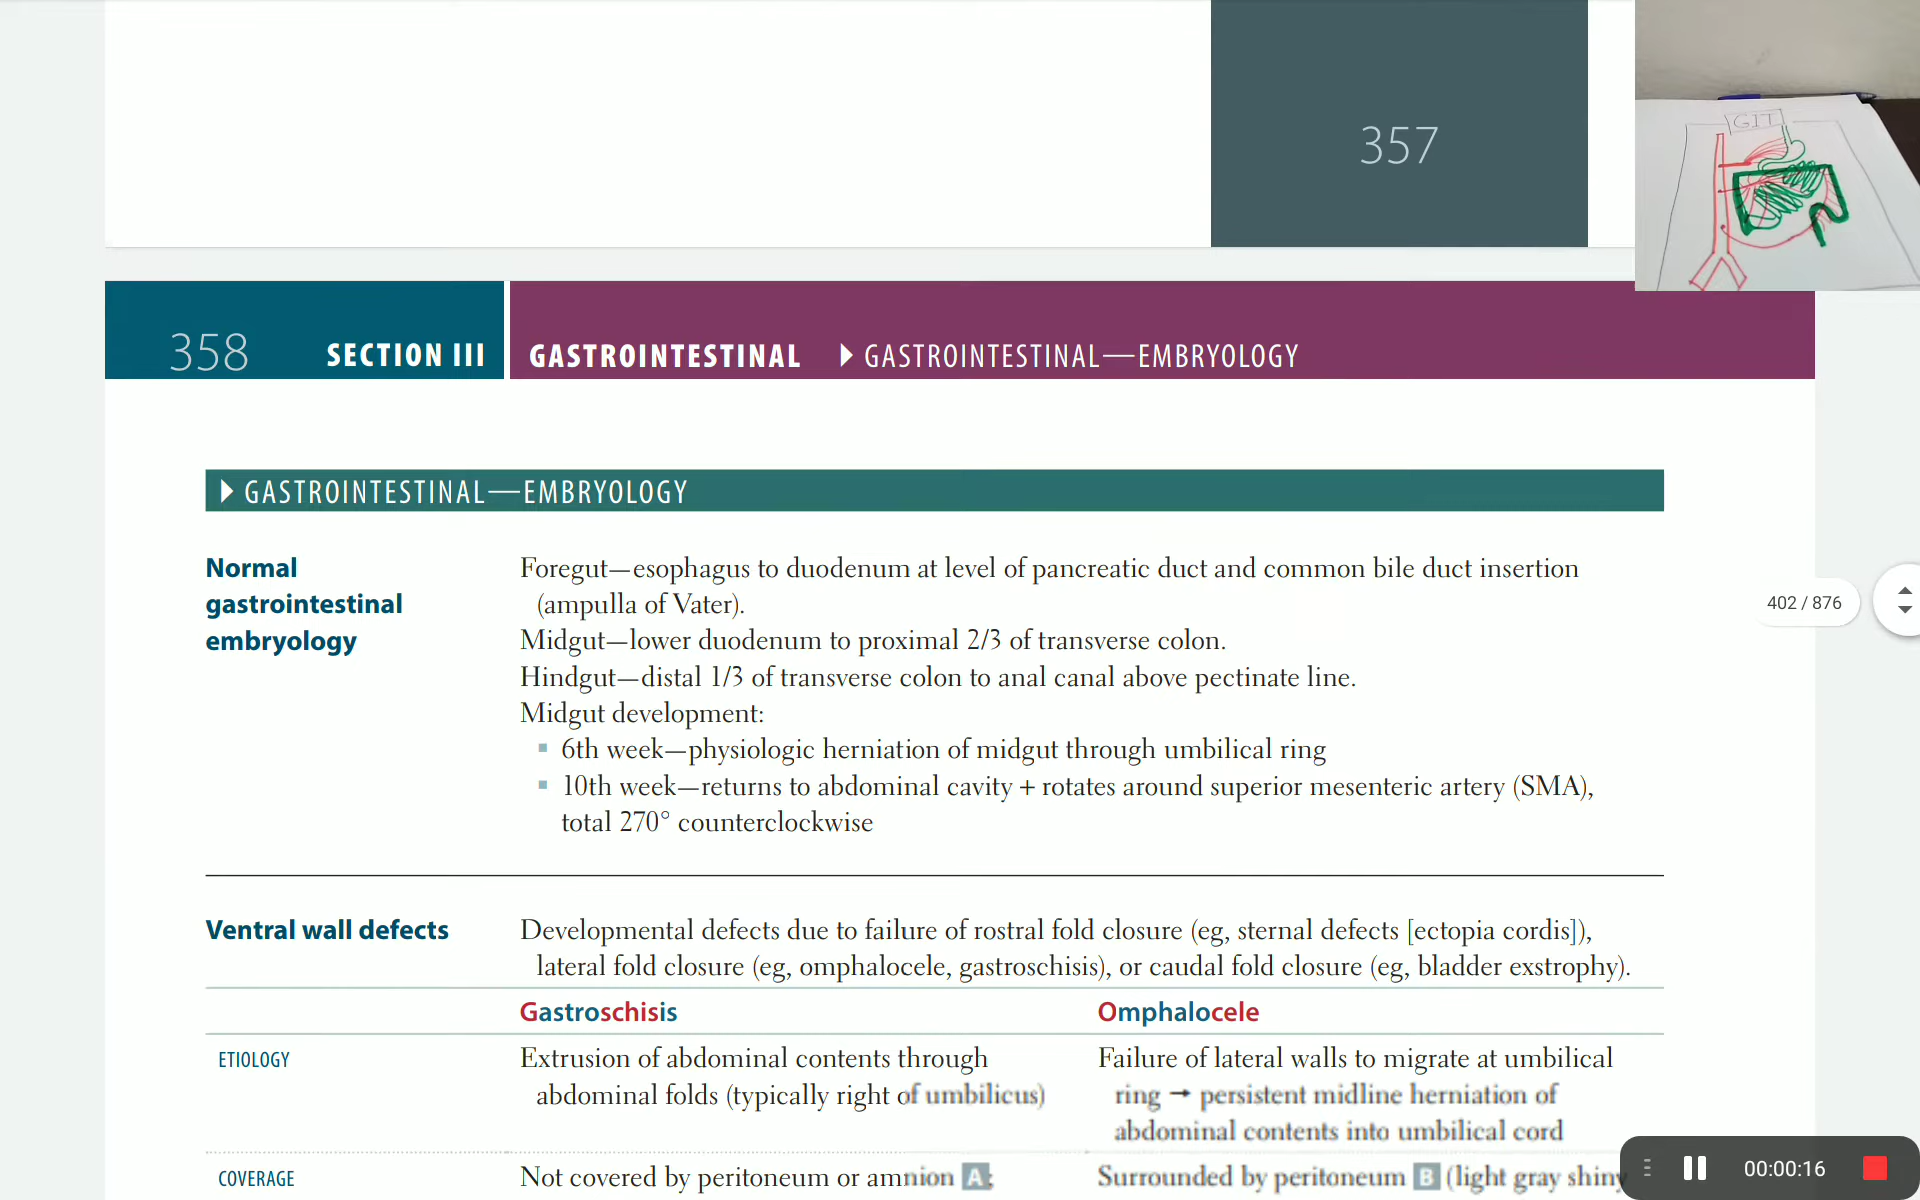 357
GIT
358 SECTION III GASTROINTESTINAL ▶ GASTROINTESTINAL—EMBRYOLOGY
▶ GASTROINTESTINAL—EMBRYOLOGY
Normal
gastrointestinal
embryology
Foregut—esophagus to duodenum at level of pancreatic duct and common bile duct insertion
(ampulla of Vater).
Midgut—lower duodenum to proximal 2/3 of transverse colon.
Hindgut—distal 1/3 of transverse colon to anal canal above pectinate line.
Midgut development:
▪ 6th week—physiologic herniation of midgut through umbilical ring
▪ 10th week—returns to abdominal cavity + rotates around superior mesenteric artery (SMA),
total 270° counterclockwise
402 / 876
Ventral wall defects
Developmental defects due to failure of rostral fold closure (eg, sternal defects [ectopia cordis]),
lateral fold closure (eg, omphalocele, gastroschisis), or caudal fold closure (eg, bladder exstrophy).
Gastroschisis Omphalocele
ETIOLOGY
Extrusion of abdominal contents through
abdominal folds (typically right of umbilicus)
Failure of lateral walls to migrate at umbilical
ring → persistent midline herniation of
abdominal contents into umbilical cord
COVERAGE
Not covered by peritoneum or amnion A;
Surrounded by peritoneum B (light gray shiny
00:00:16